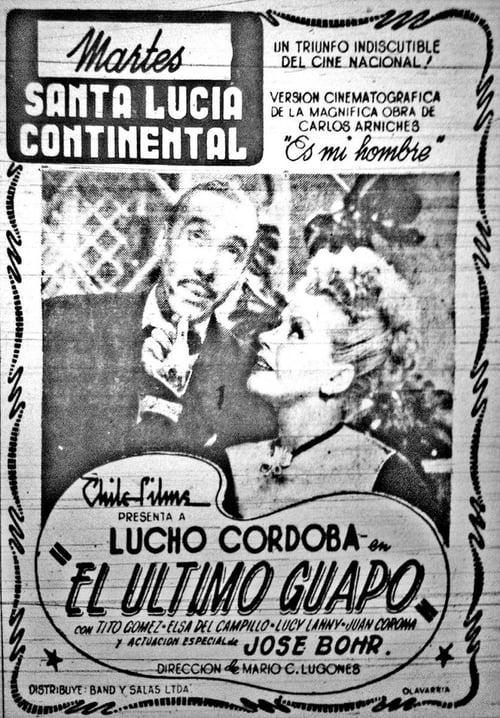 Martes
SANTA LUCIA
CONTINENTAL
UN TRIUNFO INDISCUTIBLE
DEL CINE NACIONAL!
VERSION CINEMATOGRAFICA
DE LA MAGNIFICA OBRA DE
CARLOS ARNICHES
"Es mi hombre"
Chile-Films
PRESENTA A
LUCHO CORDOBA en
"EL ULTIMO GUAPO"
CON TITO GOMEZ·ELSA DEL CAMPILLO·LUCY LANNY·JUAN CORONA
Y ACTUACION ESPECIAL de JOSE BOHR.
DIRECCION de MARIO C. LUGONES
DISTRIBUYE: BAND Y SALAS LTDA.
OLAVARRIA